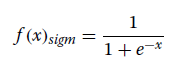 f(x)sigm = 1 / (1 + e^−x)